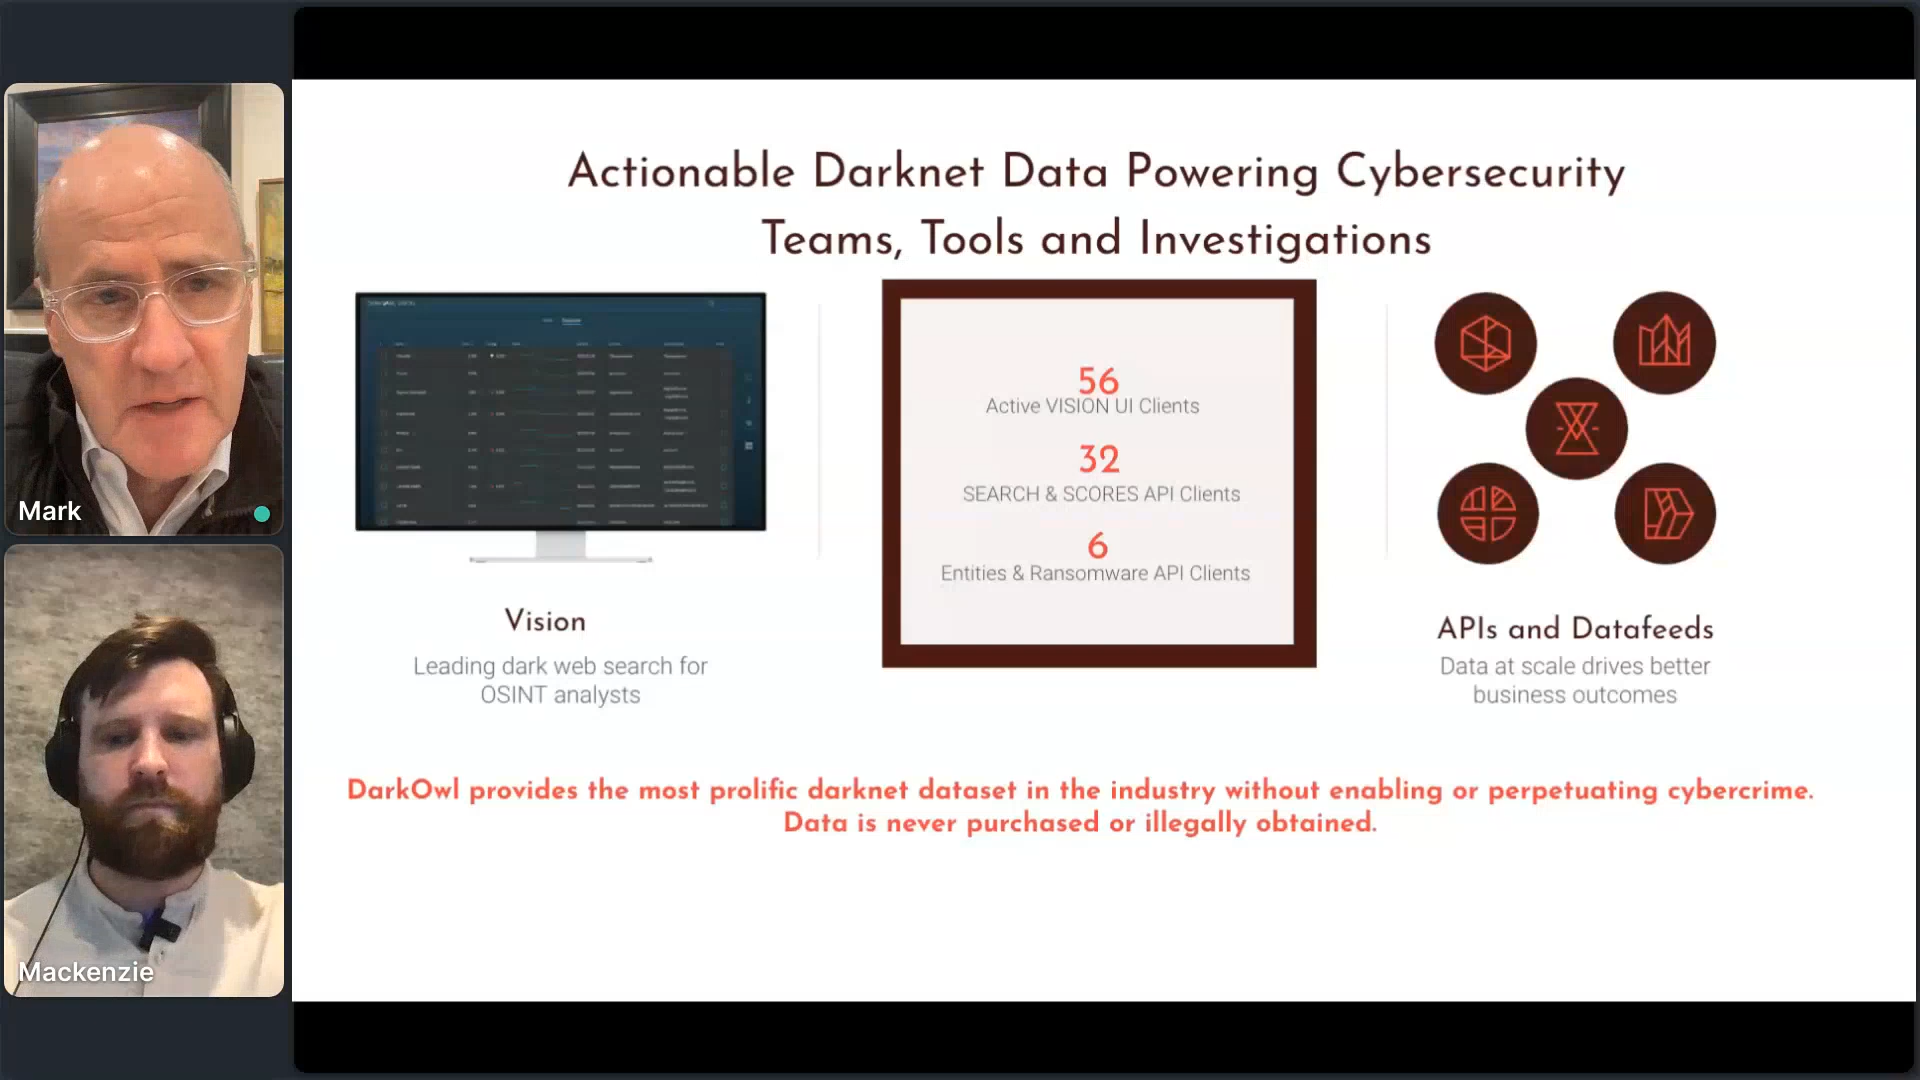 Actionable Darknet Data Powering Cybersecurity
Teams, Tools and Investigations
56
Active VISION UI Clients
32
SEARCH & SCORES API Clients
6
Entities & Ransomware API Clients
Vision
Leading dark web search for
OSINT analysts
APIs and Datafeeds
Data at scale drives better
business outcomes
DarkOwl provides the most prolific darknet dataset in the industry without enabling or perpetuating cybercrime.
Data is never purchased or illegally obtained.
Mark
Mackenzie